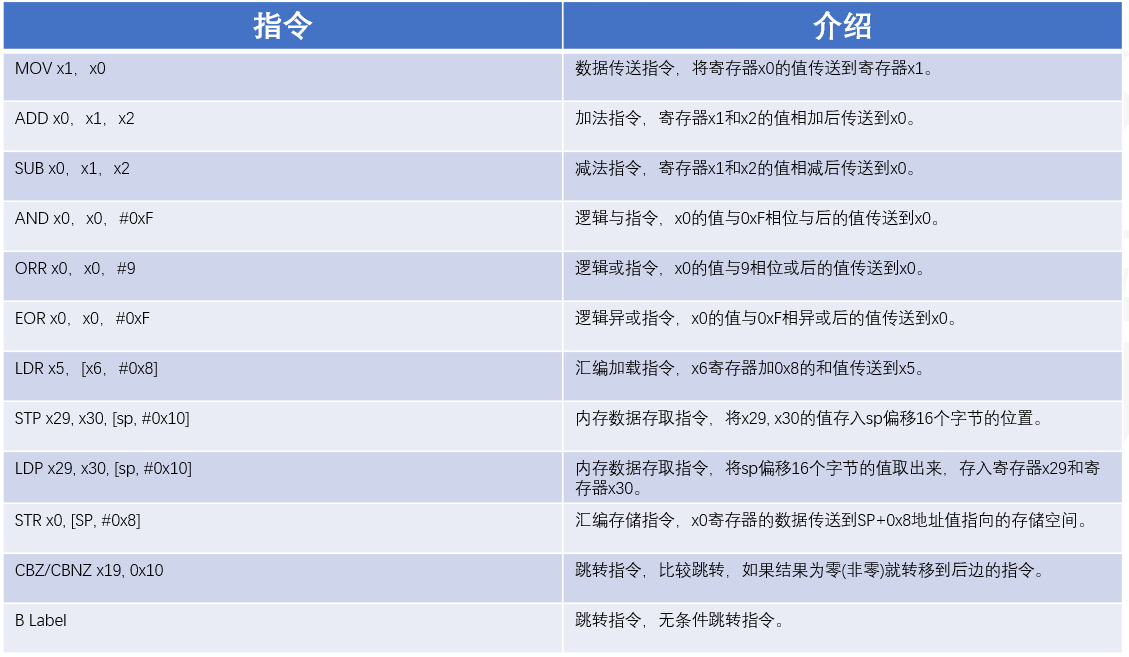 指令
介绍
MOV x1，x0
数据传送指令，将寄存器x0的值传送到寄存器x1。
ADD x0，x1，x2
加法指令，寄存器x1和x2的值相加后传送到x0。
SUB x0，x1，x2
减法指令，寄存器x1和x2的值相减后传送到x0。
AND x0，x0，#0xF
逻辑与指令，x0的值与0xF相位与后的值传送到x0。
ORR x0，x0，#9
逻辑或指令，x0的值与9相位或后的值传送到x0。
EOR x0，x0，#0xF
逻辑异或指令，x0的值与0xF相异或后的值传送到x0。
LDR x5，[x6，#0x8]
汇编加载指令，x6寄存器加0x8的和值传送到x5。
STP x29, x30, [sp, #0x10]
内存数据存取指令，将x29, x30的值存入sp偏移16个字节的位置。
LDP x29, x30, [sp, #0x10]
内存数据存取指令，将sp偏移16个字节的值取出来，存入寄存器x29和寄
存器x30。
STR x0, [SP, #0x8]
汇编存储指令，x0寄存器的数据传送到SP+0x8地址值指向的存储空间。
CBZ/CBNZ x19, 0x10
跳转指令，比较跳转，如果结果为零(非零)就转移到后边的指令。
B Label
跳转指令，无条件跳转指令。